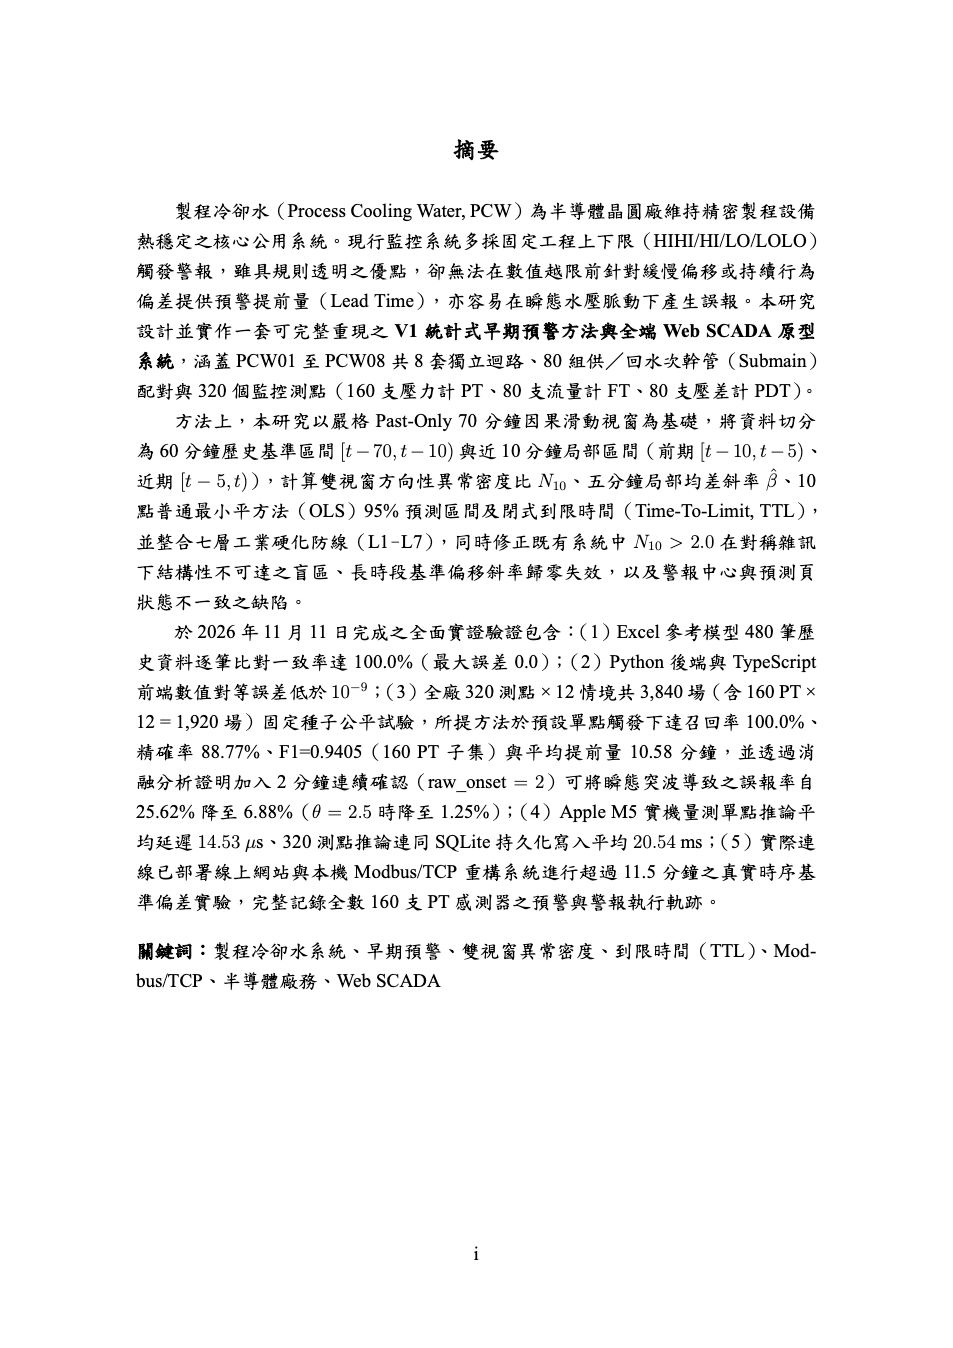 摘要
製程冷卻水（Process Cooling Water, PCW）為半導體晶圓廠維持精密製程設備
熱穩定之核心公用系統。現行監控系統多採固定工程上下限（HIHI/HI/LO/LOLO）
觸發警報，雖具規則透明之優點，卻無法在數值越限前針對緩慢偏移或持續行為
偏差提供預警提前量（Lead Time），亦容易在瞬態水壓脈動下產生誤報。本研究
設計並實作一套可完整重現之 V1 統計式早期預警方法與全端 Web SCADA 原型
系統，涵蓋 PCW01 至 PCW08 共 8 套獨立迴路、80 組供／回水次幹管（Submain）
配對與 320 個監控測點（160 支壓力計 PT、80 支流量計 FT、80 支壓差計 PDT）。
方法上，本研究以嚴格 Past-Only 70 分鐘因果滑動視窗為基礎，將資料切分
為 60 分鐘歷史基準區間 [t − 70, t − 10) 與近 10 分鐘局部區間（前期 [t − 10, t − 5)、
近期 [t − 5, t)），計算雙視窗方向性異常密度比 N₁₀、五分鐘局部均差斜率 β̂、10
點普通最小平方法（OLS）95% 預測區間及閉式到限時間（Time-To-Limit, TTL），
並整合七層工業硬化防線（L1–L7），同時修正既有系統中 N₁₀ > 2.0 在對稱雜訊
下結構性不可達之盲區、長時段基準偏移斜率歸零失效，以及警報中心與預測頁
狀態不一致之缺陷。
於 2026 年 11 月 11 日完成之全面實證驗證包含：（1）Excel 參考模型 480 筆歷
史資料逐筆比對一致率達 100.0%（最大誤差 0.0）；（2）Python 後端與 TypeScript
前端數值對等誤差低於 10⁻⁹；（3）全廠 320 測點 × 12 情境共 3,840 場（含 160 PT ×
12 = 1,920 場）固定種子公平試驗，所提方法於預設單點觸發下達召回率 100.0%、
精確率 88.77%、F1=0.9405（160 PT 子集）與平均提前量 10.58 分鐘，並透過消
融分析證明加入 2 分鐘連續確認（raw_onset = 2）可將瞬態突波導致之誤報率自
25.62% 降至 6.88%（θ = 2.5 時降至 1.25%）；（4）Apple M5 實機量測單點推論平
均延遲 14.53 μs、320 測點推論連同 SQLite 持久化寫入平均 20.54 ms；（5）實際連
線已部署線上網站與本機 Modbus/TCP 重構系統進行超過 11.5 分鐘之真實時序基
準偏差實驗，完整記錄全數 160 支 PT 感測器之預警與警報執行軌跡。
關鍵詞：製程冷卻水系統、早期預警、雙視窗異常密度、到限時間（TTL）、Mod-
bus/TCP、半導體廠務、Web SCADA
i